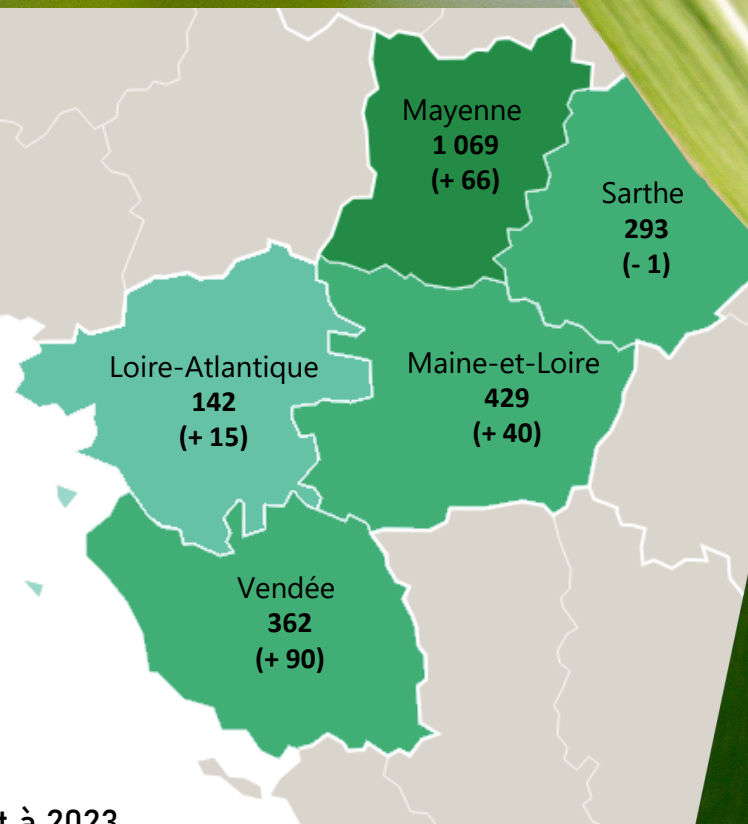 Mayenne
1 069
(+ 66)
Sarthe
293
(- 1)
Loire-Atlantique
142
(+ 15)
Maine-et-Loire
429
(+ 40)
Vendée
362
(+ 90)
à 2023